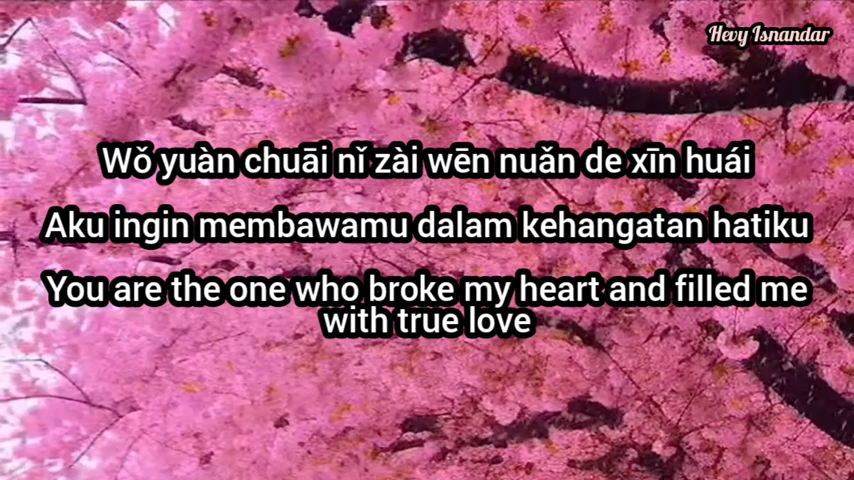 Hevy Isnandar
Wǒ yuàn chuāi nǐ zài wēn nuǎn de xīn huái
Aku ingin membawamu dalam kehangatan hatiku
You are the one who broke my heart and filled me
with true love